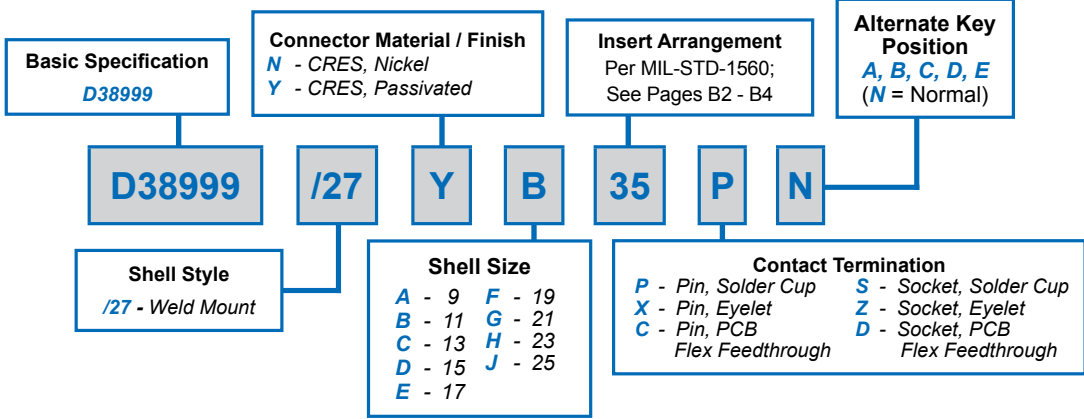 Basic Specification
D38999
Connector Material / Finish
N - CRES, Nickel
Y - CRES, Passivated
Insert Arrangement
Per MIL-STD-1560;
See Pages B2 - B4
Alternate Key
Position
A, B, C, D, E
(N = Normal)
D38999 /27 Y B 35 P N
Shell Style
/27 - Weld Mount
Shell Size
A - 9 F - 19
B - 11 G - 21
C - 13 H - 23
D - 15 J - 25
E - 17
Contact Termination
P - Pin, Solder Cup S - Socket, Solder Cup
X - Pin, Eyelet Z - Socket, Eyelet
C - Pin, PCB D - Socket, PCB
Flex Feedthrough Flex Feedthrough